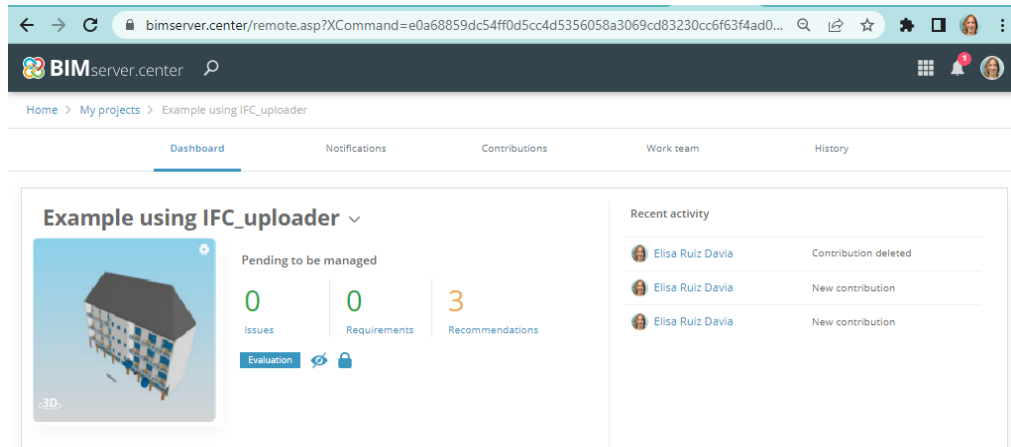 bimserver.center/remote.asp?XCommand=e0a68859dc54ff0d5cc4d5356058a3069cd83230cc6f63f4ad0...
BIMserver.center
1
Home > My projects > Example using IFC_uploader
Dashboard Notifications Contributions Work team History
Example using IFC_uploader
Recent activity
Pending to be managed
Elisa Ruiz Davia Contribution deleted
0 0 3
Elisa Ruiz Davia New contribution
Issues Requirements Recommendations
Elisa Ruiz Davia New contribution
Evaluation
3D